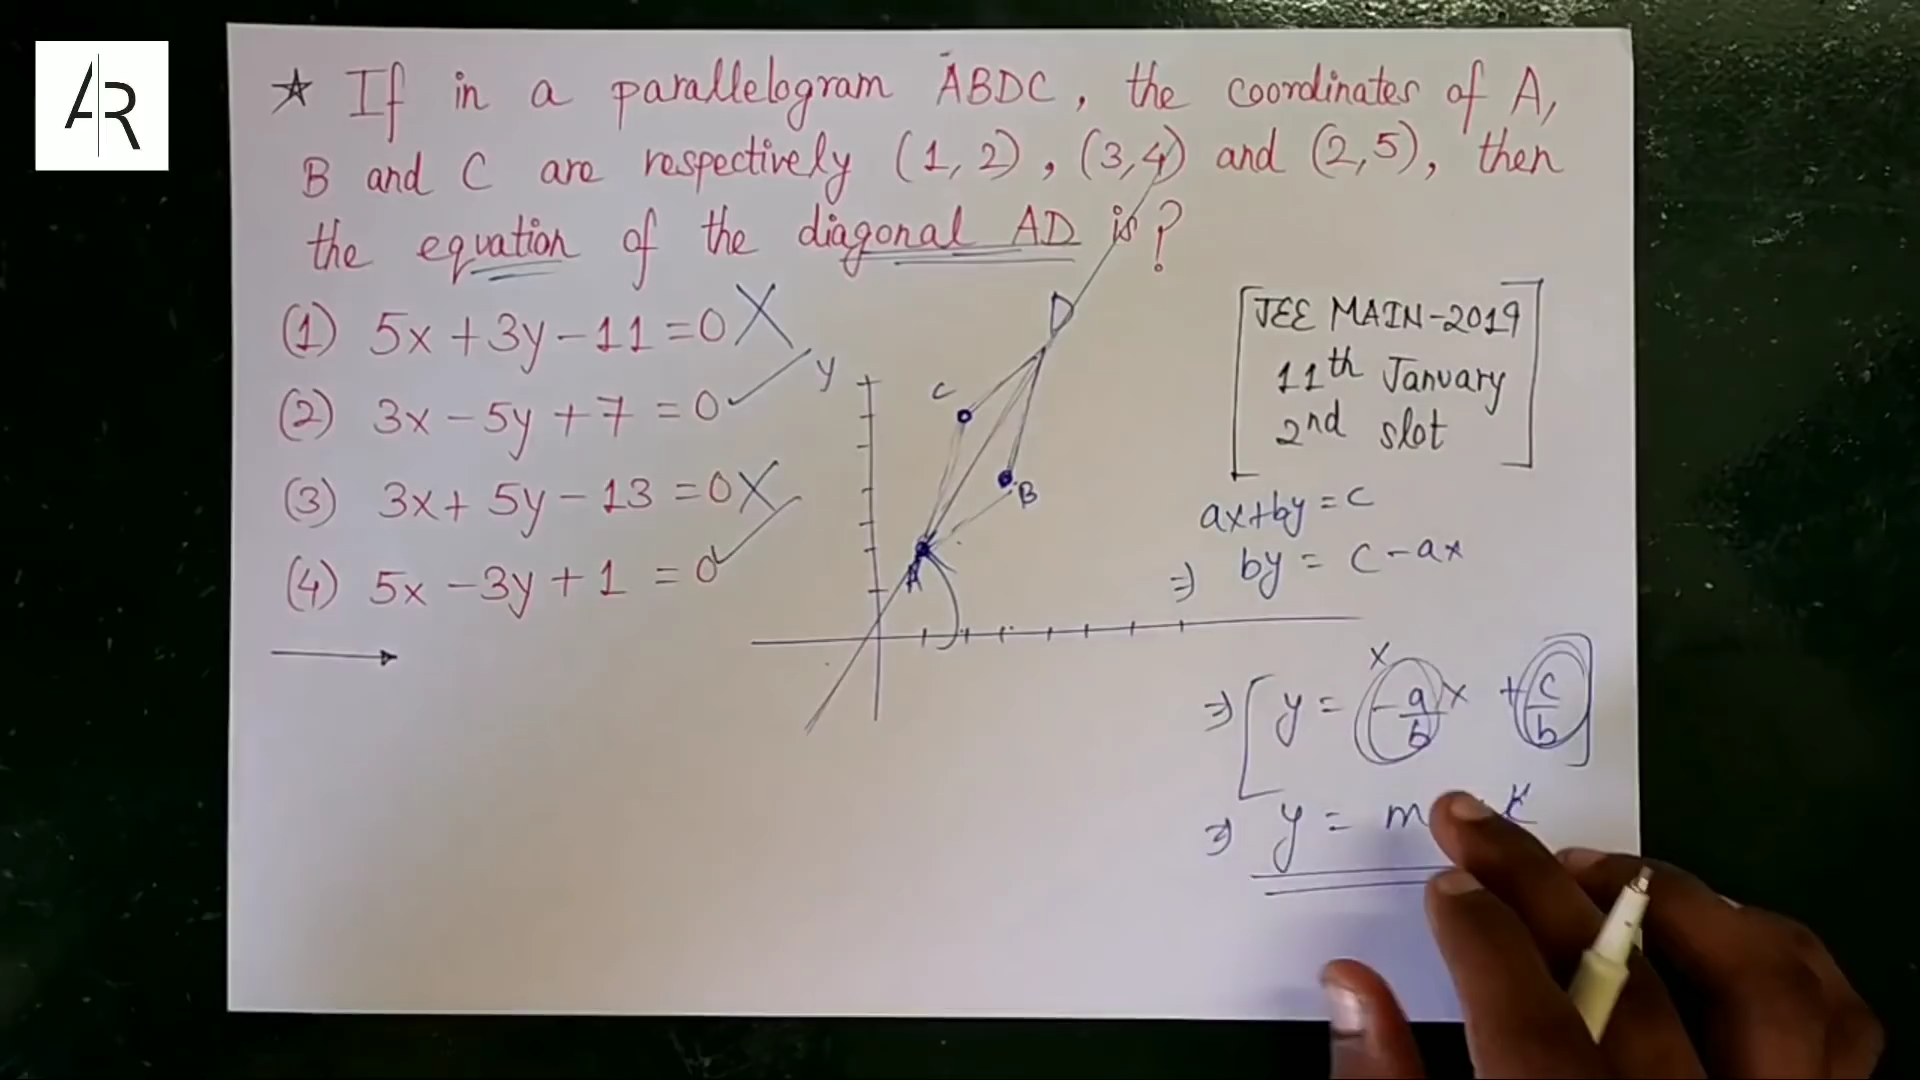 AR
☆ If in a parallelogram ABDC, the coordinates of A,
B and C are respectively (1,2), (3,4) and (2,5), then
the equation of the diagonal AD is?
(1) 5x + 3y - 11 = 0 X
(2) 3x - 5y + 7 = 0 ✓
(3) 3x + 5y - 13 = 0 X
(4) 5x - 3y + 1 = 0 ✓
y
D
C
B
A
[JEE MAIN-2019
11th January
2nd slot]
ax+by = c
⇒ by = c - ax
x
⇒ [y = -a/b x + c/b]
⇒ y = m